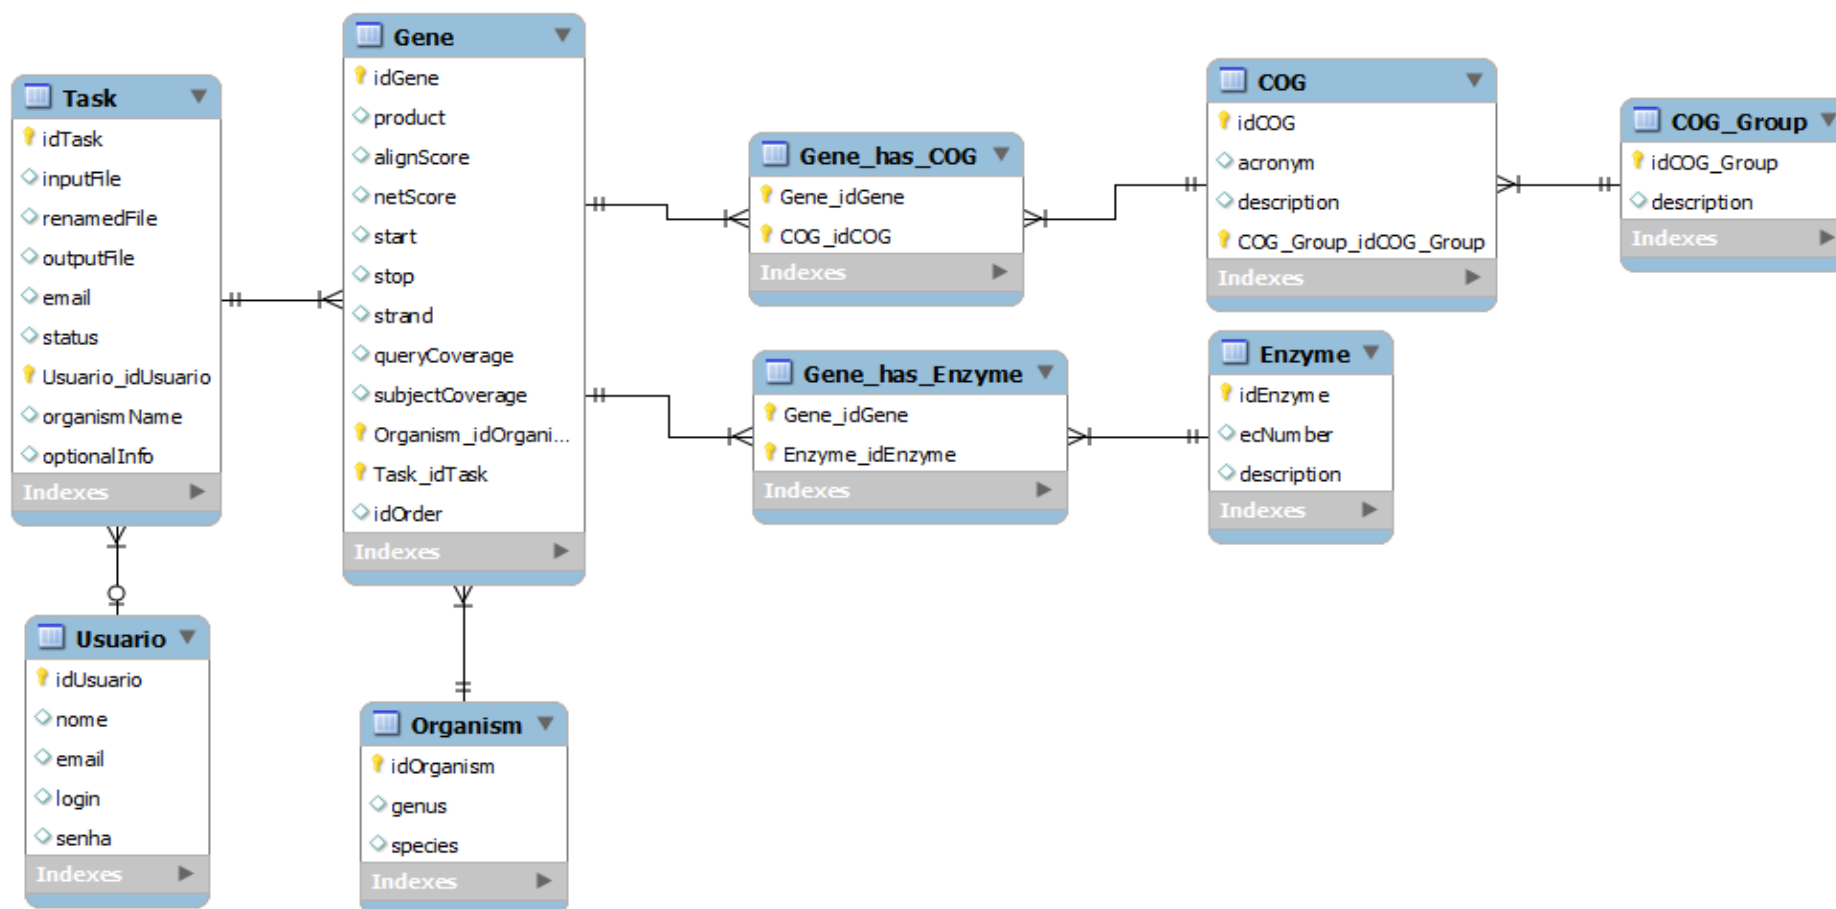 Task
idTask
inputFile
renamedFile
outputFile
email
status
Usuario_idUsuario
organismName
optionalInfo
Indexes
Usuario
idUsuario
nome
email
login
senha
Indexes
Gene
idGene
product
alignScore
netScore
start
stop
strand
queryCoverage
subjectCoverage
Organism_idOrgani...
Task_idTask
idOrder
Indexes
Organism
idOrganism
genus
species
Indexes
Gene_has_COG
Gene_idGene
COG_idCOG
Indexes
Gene_has_Enzyme
Gene_idGene
Enzyme_idEnzyme
Indexes
COG
idCOG
acronym
description
COG_Group_idCOG_Group
Indexes
Enzyme
idEnzyme
ecNumber
description
Indexes
COG_Group
idCOG_Group
description
Indexes